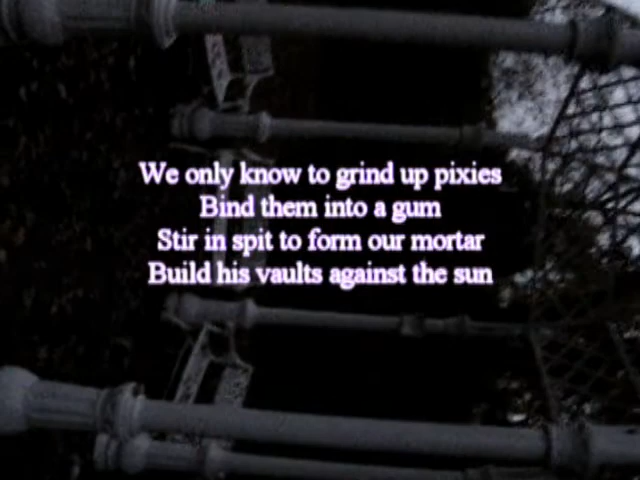 We only know to grind up pixies
Bind them into a gum
Stir in spit to form our mortar
Build his vaults against the sun